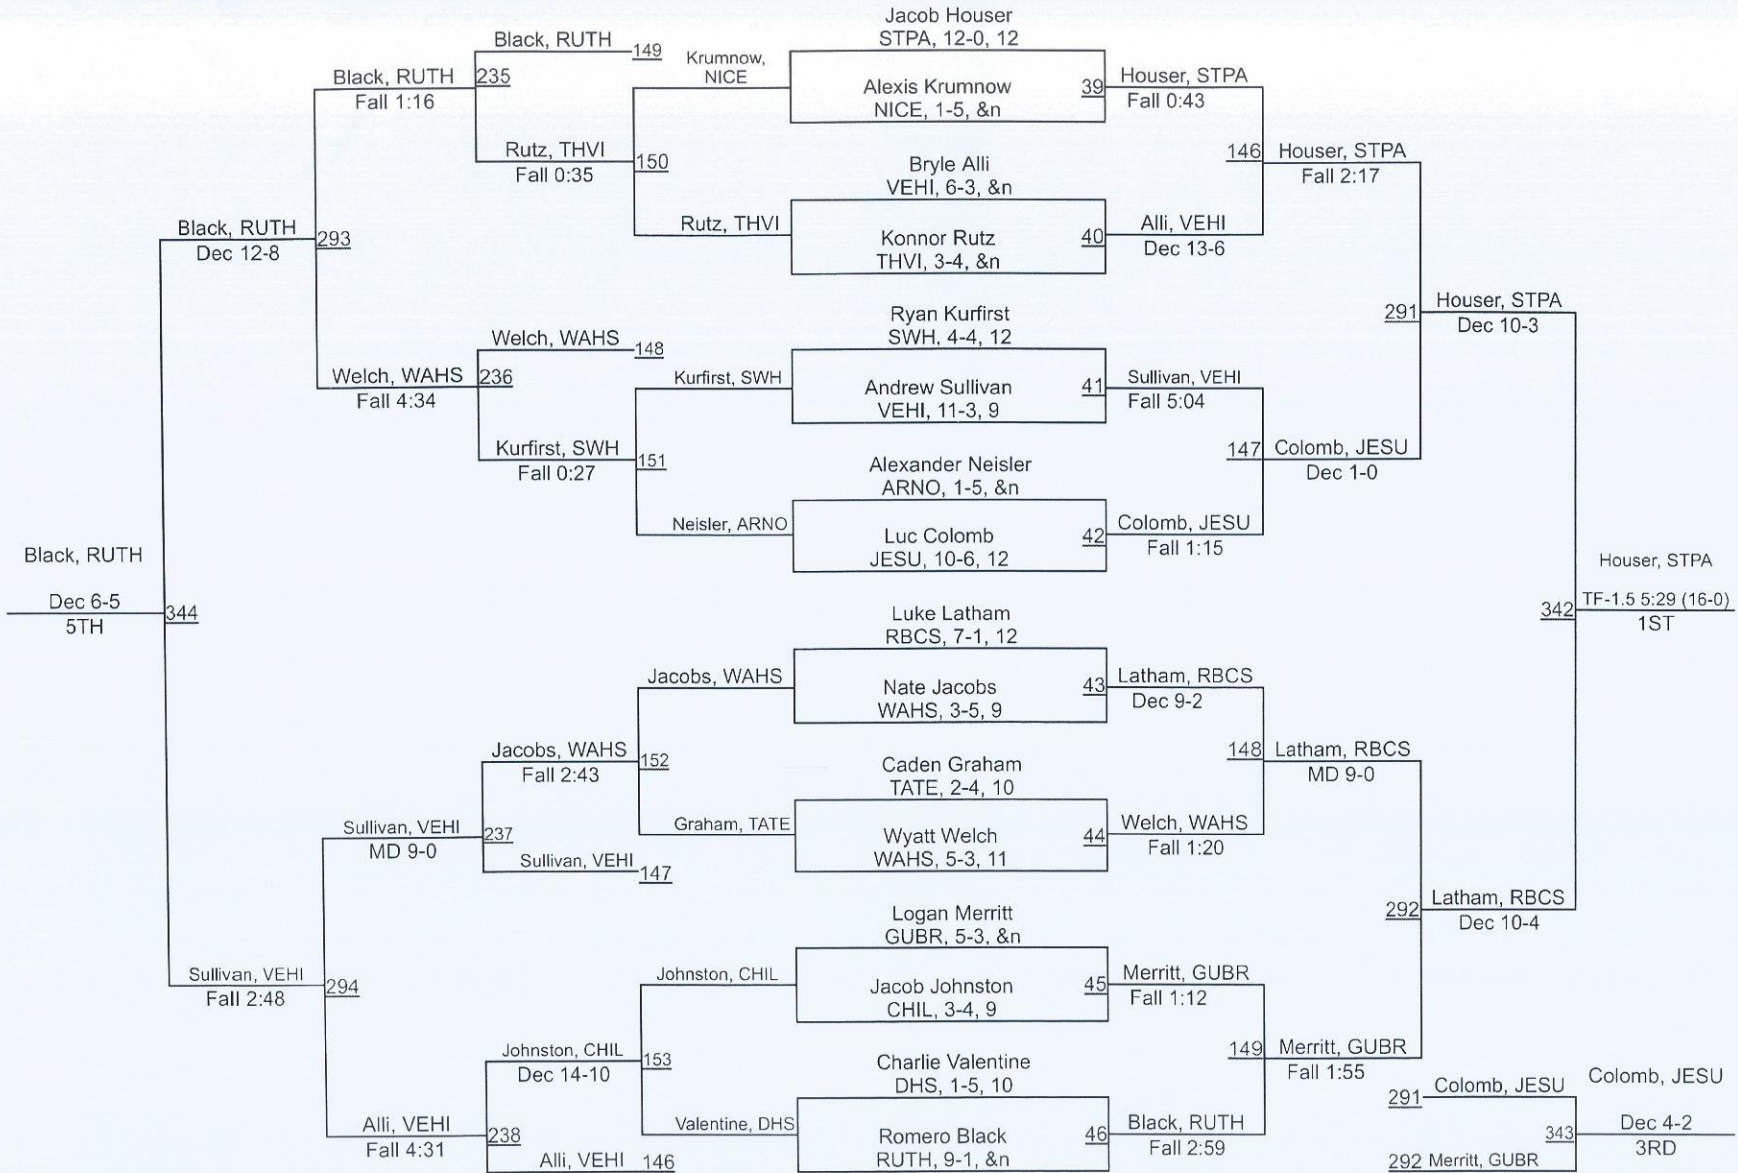 Jacob Houser
STPA, 12-0, 12
Black, RUTH
149
Krumnow,
NICE
Black, RUTH
235
Fall 1:16
Alexis Krumnow
NICE, 1-5, &n
39
Houser, STPA
Fall 0:43
Rutz, THVI
Fall 0:35
150
Bryle Alli
VEHI, 6-3, &n
146
Houser, STPA
Fall 2:17
Black, RUTH
Dec 12-8
293
Rutz, THVI
Konnor Rutz
THVI, 3-4, &n
40
Alli, VEHI
Dec 13-6
Ryan Kurfirst
SWH, 4-4, 12
291
Houser, STPA
Dec 10-3
Welch, WAHS
148
Welch, WAHS
236
Fall 4:34
Kurfirst, SWH
Andrew Sullivan
VEHI, 11-3, 9
41
Sullivan, VEHI
Fall 5:04
Kurfirst, SWH
Fall 0:27
151
Alexander Neisler
ARNO, 1-5, &n
147
Colomb, JESU
Dec 1-0
Neisler, ARNO
Luc Colomb
JESU, 10-6, 12
42
Colomb, JESU
Fall 1:15
Black, RUTH
Dec 6-5
5TH
344
Houser, STPA
342
TF-1.5 5:29 (16-0)
1ST
Luke Latham
RBCS, 7-1, 12
Jacobs, WAHS
Nate Jacobs
WAHS, 3-5, 9
43
Latham, RBCS
Dec 9-2
Jacobs, WAHS
Fall 2:43
152
Caden Graham
TATE, 2-4, 10
148
Latham, RBCS
MD 9-0
Sullivan, VEHI
MD 9-0
237
Graham, TATE
Wyatt Welch
WAHS, 5-3, 11
44
Welch, WAHS
Fall 1:20
Sullivan, VEHI
147
Logan Merritt
GUBR, 5-3, &n
292
Latham, RBCS
Dec 10-4
Sullivan, VEHI
Fall 2:48
294
Johnston, CHIL
Jacob Johnston
CHIL, 3-4, 9
45
Merritt, GUBR
Fall 1:12
Johnston, CHIL
Dec 14-10
153
Charlie Valentine
DHS, 1-5, 10
149
Merritt, GUBR
Fall 1:55
Alli, VEHI
Fall 4:31
238
Valentine, DHS
Romero Black
RUTH, 9-1, &n
46
Black, RUTH
Fall 2:59
Alli, VEHI
146
291
Colomb, JESU
Colomb, JESU
343
Dec 4-2
3RD
292
Merritt, GUBR